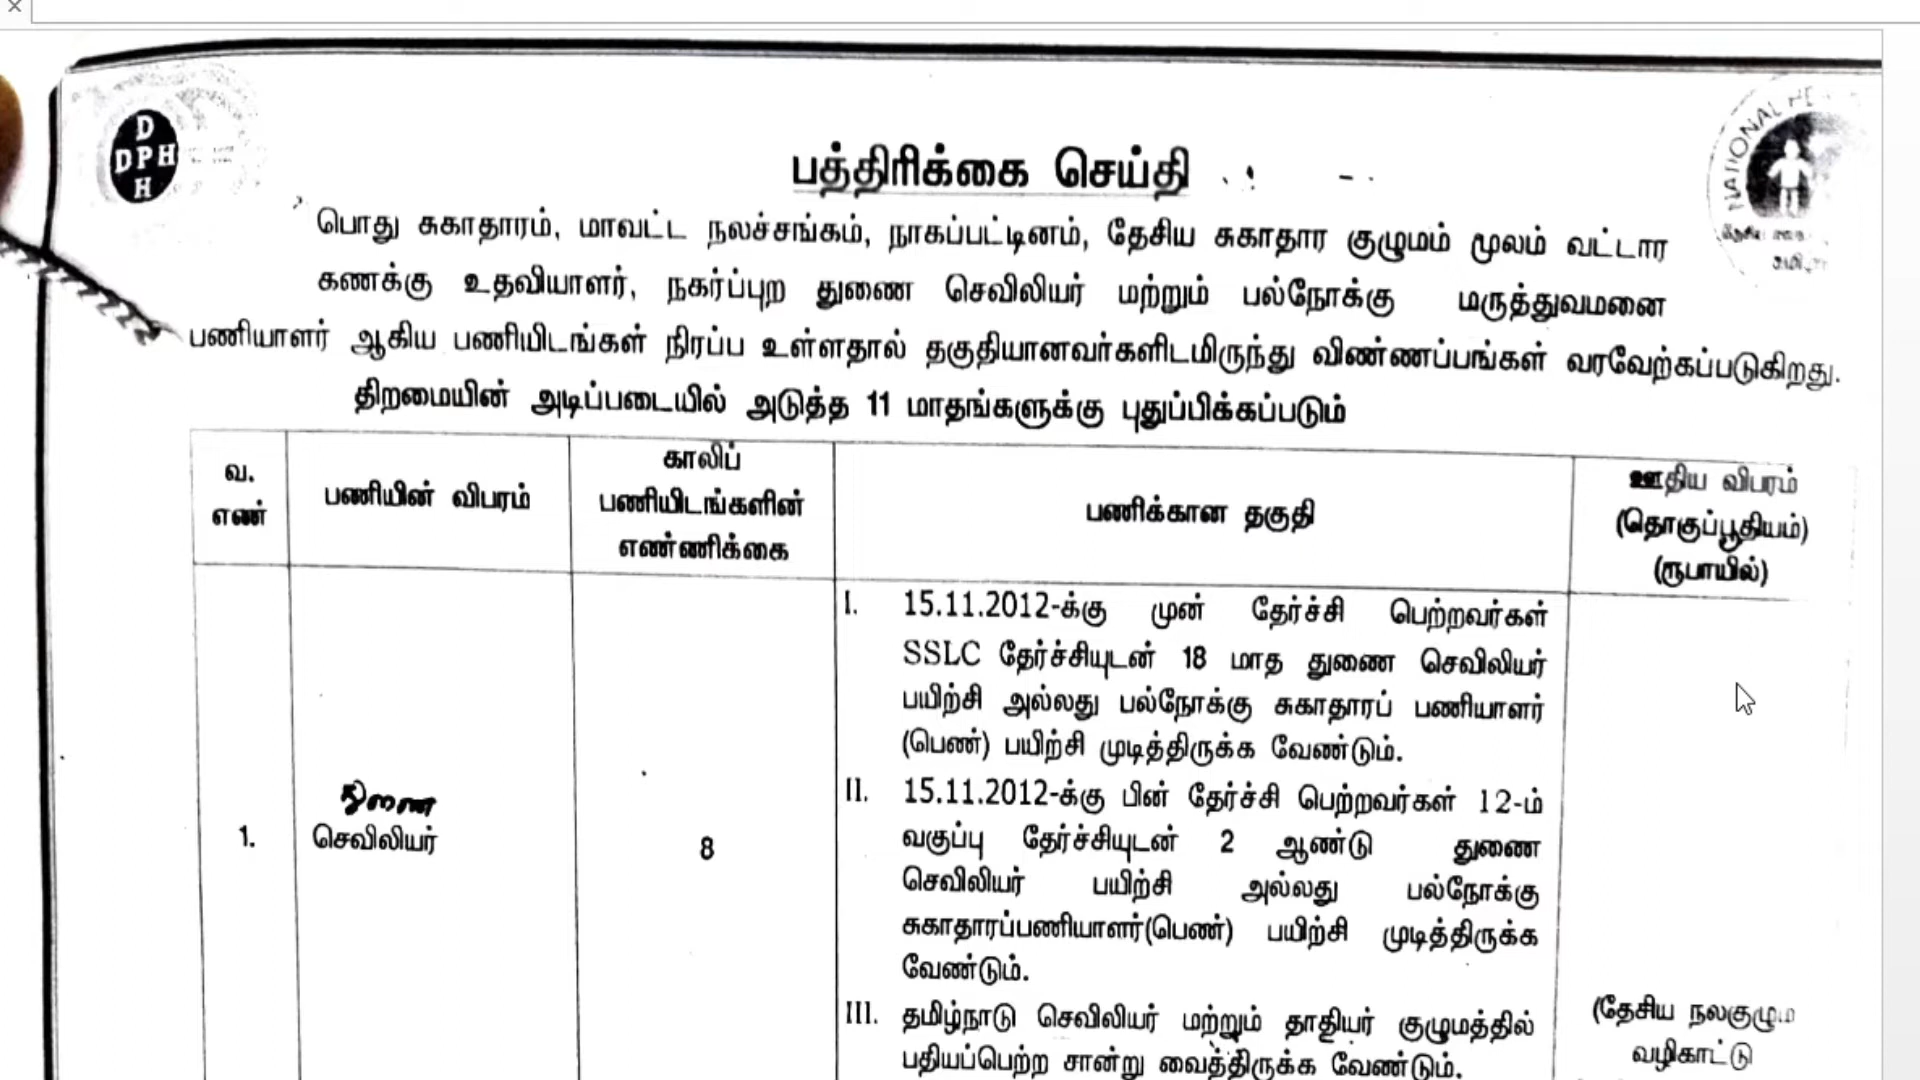 D
DPH
H
NATIONAL HE
பத்திரிக்கை செய்தி
பொது சுகாதாரம், மாவட்ட நலச்சங்கம், நாகப்பட்டினம், தேசிய சுகாதார குழுமம் மூலம் வட்டார
கணக்கு உதவியாளர், நகர்ப்புற துணை செவிலியர் மற்றும் பல்நோக்கு மருத்துவமனை
பணியாளர் ஆகிய பணியிடங்கள் நிரப்ப உள்ளதால் தகுதியானவர்களிடமிருந்து விண்ணப்பங்கள் வரவேற்கப்படுகிறது.
திறமையின் அடிப்படையில் அடுத்த 11 மாதங்களுக்கு புதுப்பிக்கப்படும்
வ.
எண்
பணியின் விபரம்
காலிப்
பணியிடங்களின்
எண்ணிக்கை
பணிக்கான தகுதி
ஊதிய விபரம்
(தொகுப்பூதியம்)
(ரூபாயில்)
1.
துணை
செவிலியர்
8
I. 15.11.2012-க்கு முன் தேர்ச்சி பெற்றவர்கள்
SSLC தேர்ச்சியுடன் 18 மாத துணை செவிலியர்
பயிற்சி அல்லது பல்நோக்கு சுகாதாரப் பணியாளர்
(பெண்) பயிற்சி முடித்திருக்க வேண்டும்.
II. 15.11.2012-க்கு பின் தேர்ச்சி பெற்றவர்கள் 12-ம்
வகுப்பு தேர்ச்சியுடன் 2 ஆண்டு துணை
செவிலியர் பயிற்சி அல்லது பல்நோக்கு
சுகாதாரப்பணியாளர்(பெண்) பயிற்சி முடித்திருக்க
வேண்டும்.
III. தமிழ்நாடு செவிலியர் மற்றும் தாதியர் குழுமத்தில்
பதியப்பெற்ற சான்று வைத்திருக்க வேண்டும்.
(தேசிய நலகுழும
வழிகாட்டு